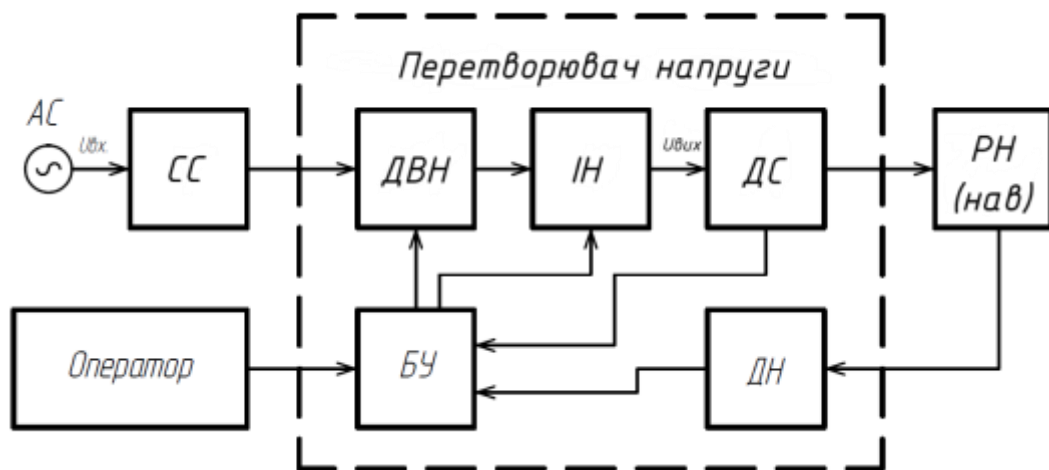 Перетворювач напруги
АС
Uвх.
СС
ДВН
ІН
Uвих
ДС
РН
(нав)
Оператор
БУ
ДН